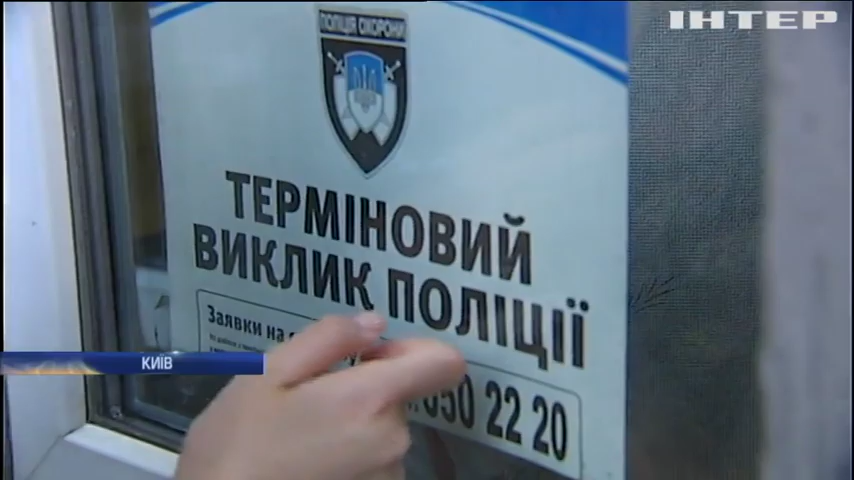 ІНТЕР
ПОЛІЦІЯ ОХОРОНИ
ТЕРМІНОВИЙ
ВИКЛИК ПОЛІЦІЇ
Заявки на
050 22 20
КИЇВ